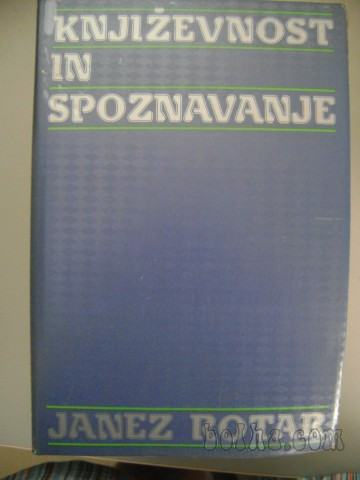 KNJIŽEVNOST
IN
SPOZNAVANJE
JANEZ ROTAR
bolha.com